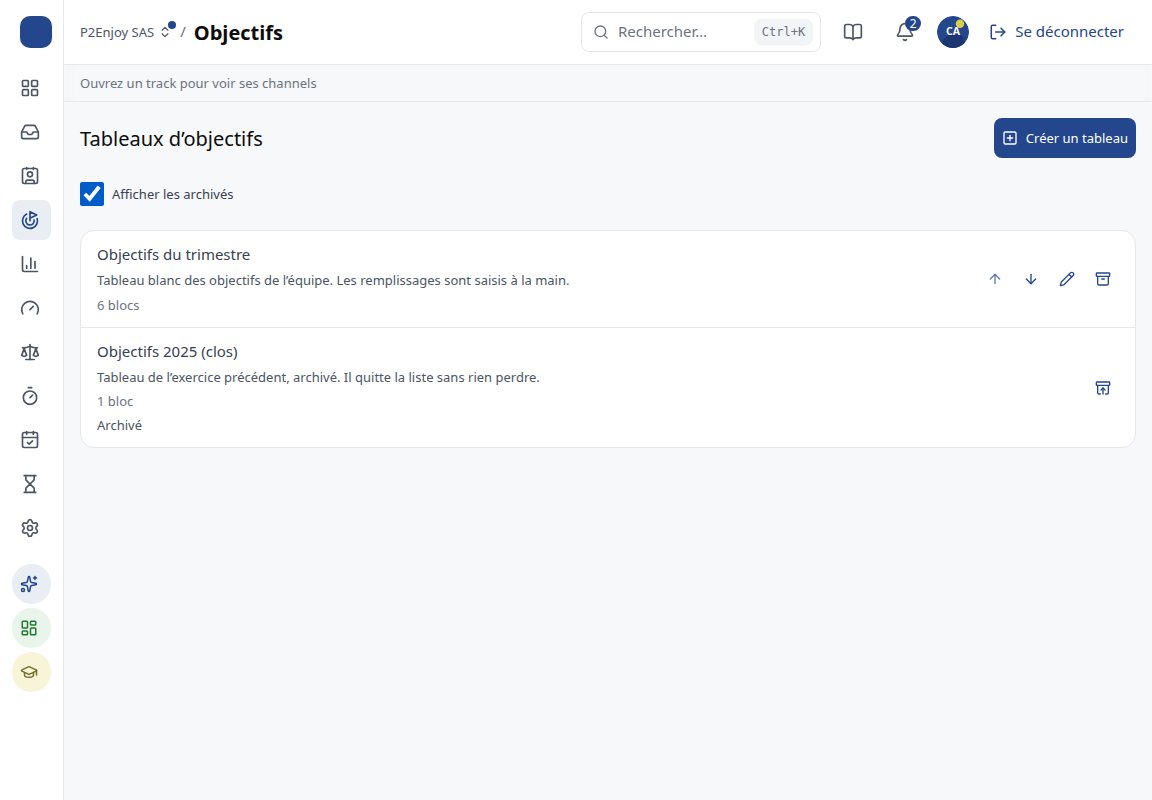 P2Enjoy SAS / Objectifs
Rechercher...
Ctrl+K
2
CA
Se déconnecter
Ouvrez un track pour voir ses channels
Tableaux d’objectifs
Créer un tableau
Afficher les archivés
Objectifs du trimestre
Tableau blanc des objectifs de l’équipe. Les remplissages sont saisis à la main.
6 blocs
Objectifs 2025 (clos)
Tableau de l’exercice précédent, archivé. Il quitte la liste sans rien perdre.
1 bloc
Archivé